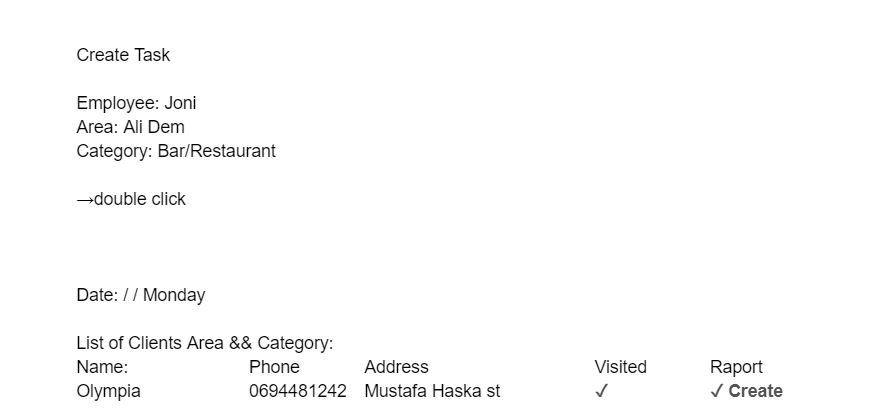 Create Task
Employee: Joni
Area: Ali Dem
Category: Bar/Restaurant
→double click
Date: / / Monday
List of Clients Area && Category:
Name: Phone Address Visited Raport
Olympia 0694481242 Mustafa Haska st ✓ ✓ Create